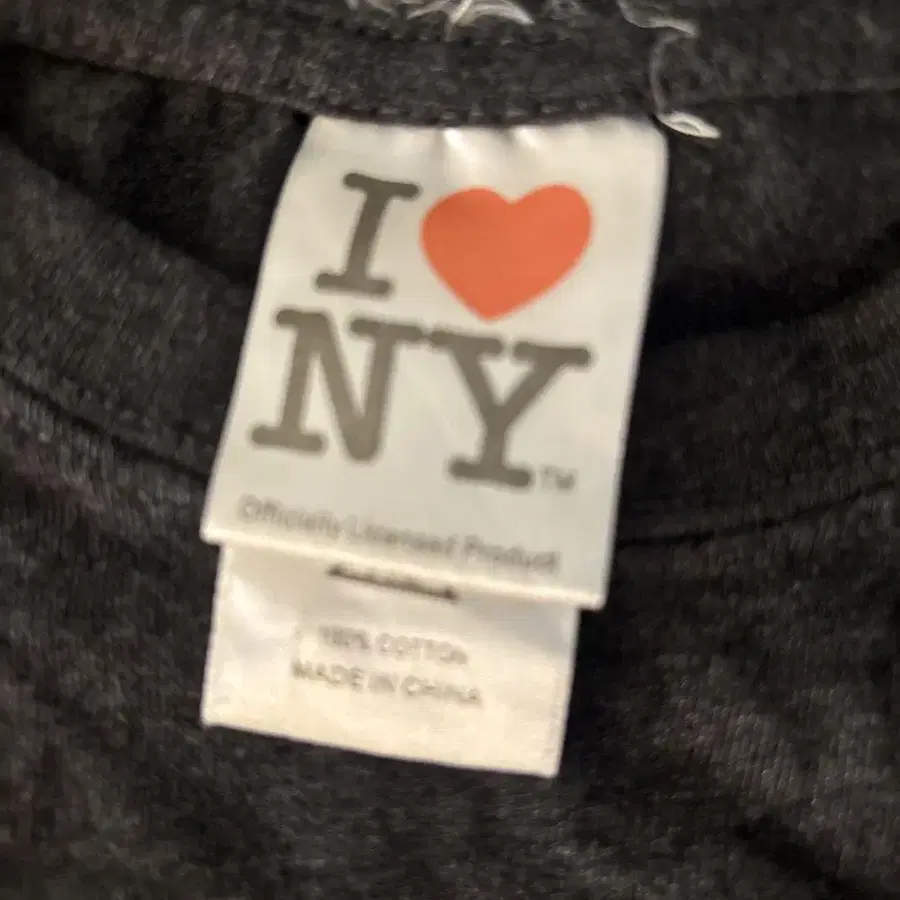 I ❤
NY™
Officially Licensed Product
100% COTTON
MADE IN CHINA